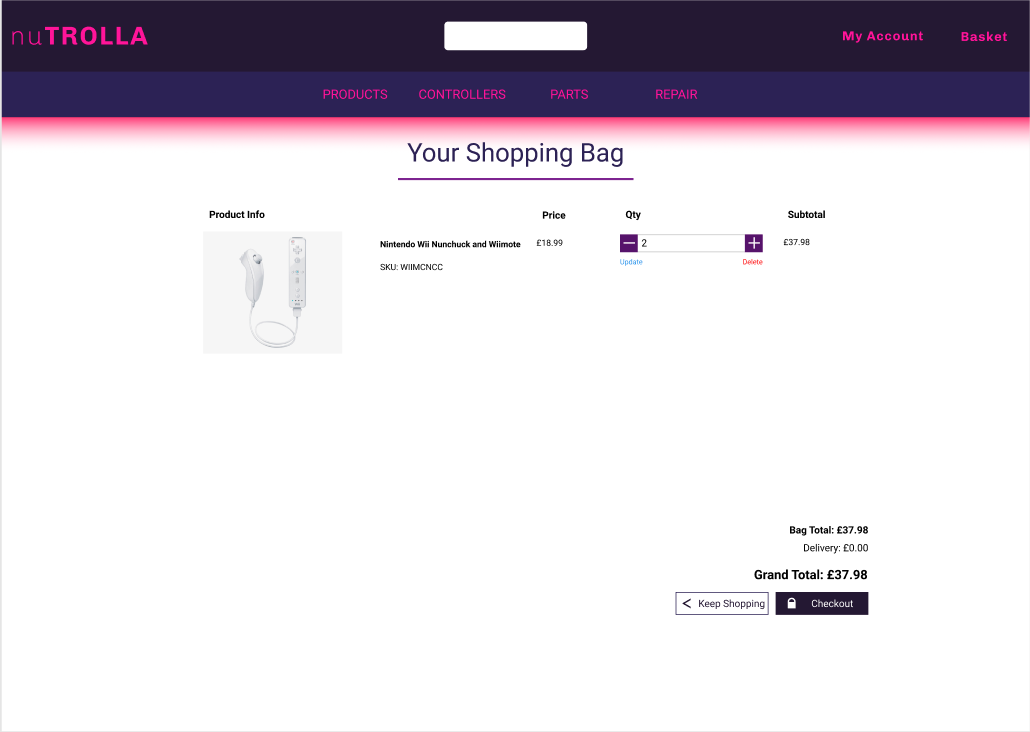 nuTROLLA
My Account Basket
PRODUCTS CONTROLLERS PARTS REPAIR
Your Shopping Bag
Product Info Price Qty Subtotal
Nintendo Wii Nunchuck and Wiimote £18.99 2 £37.98
SKU: WIIMCNCC Update Delete
Bag Total: £37.98
Delivery: £0.00
Grand Total: £37.98
< Keep Shopping Checkout